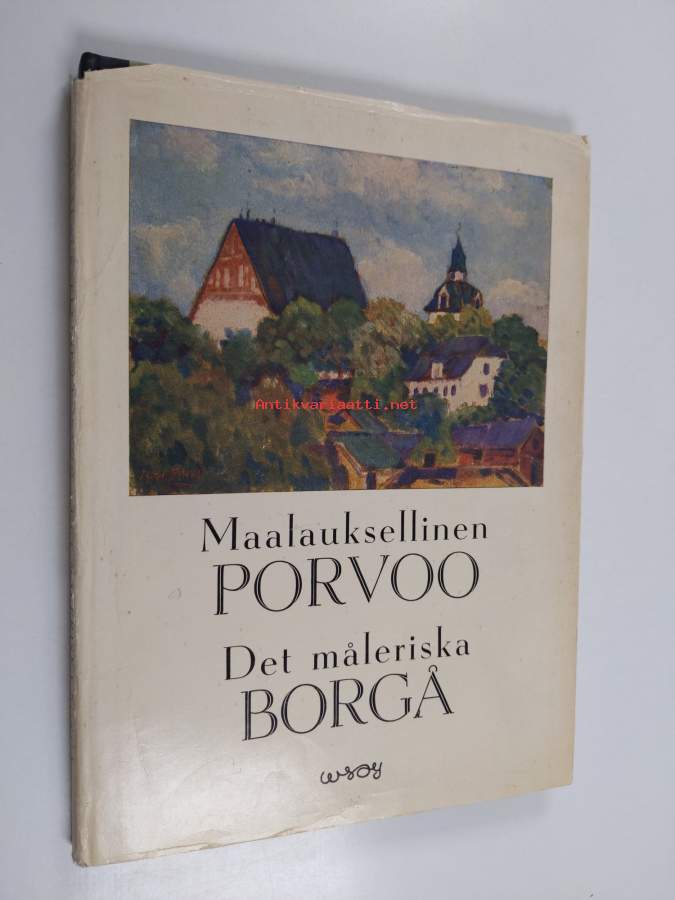 Antikvariaatti.net
Maalauksellinen
PORVOO
Det måleriska
BORGÅ
wsoy